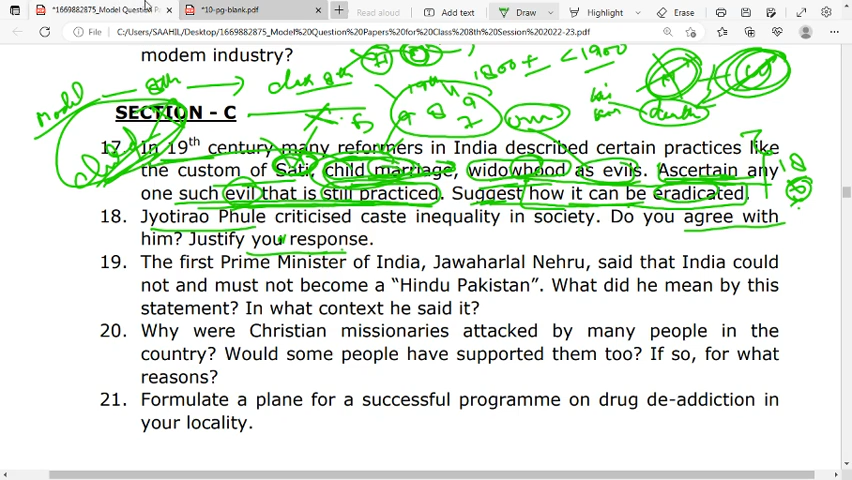 *1669882875_Model Question P
*10-pg-blank.pdf
File
C:/Users/SAAHIL/Desktop/1669882875_Model%20Question%20Papers%20for%20Class%208th%20Session%202022-23.pdf
Read aloud
Add text
Draw
Highlight
Erase
modem industry?
Model
8th
class 8th
19th
1800+
<1900
death
SECTION - C
17. In 19th century many reformers in India described certain practices like
the custom of Sati, child marriage, widowhood as evils. Ascertain any
one such evil that is still practiced. Suggest how it can be eradicated.
18. Jyotirao Phule criticised caste inequality in society. Do you agree with
him? Justify your response.
19. The first Prime Minister of India, Jawaharlal Nehru, said that India could
not and must not become a “Hindu Pakistan”. What did he mean by this
statement? In what context he said it?
20. Why were Christian missionaries attacked by many people in the
country? Would some people have supported them too? If so, for what
reasons?
21. Formulate a plane for a successful programme on drug de-addiction in
your locality.